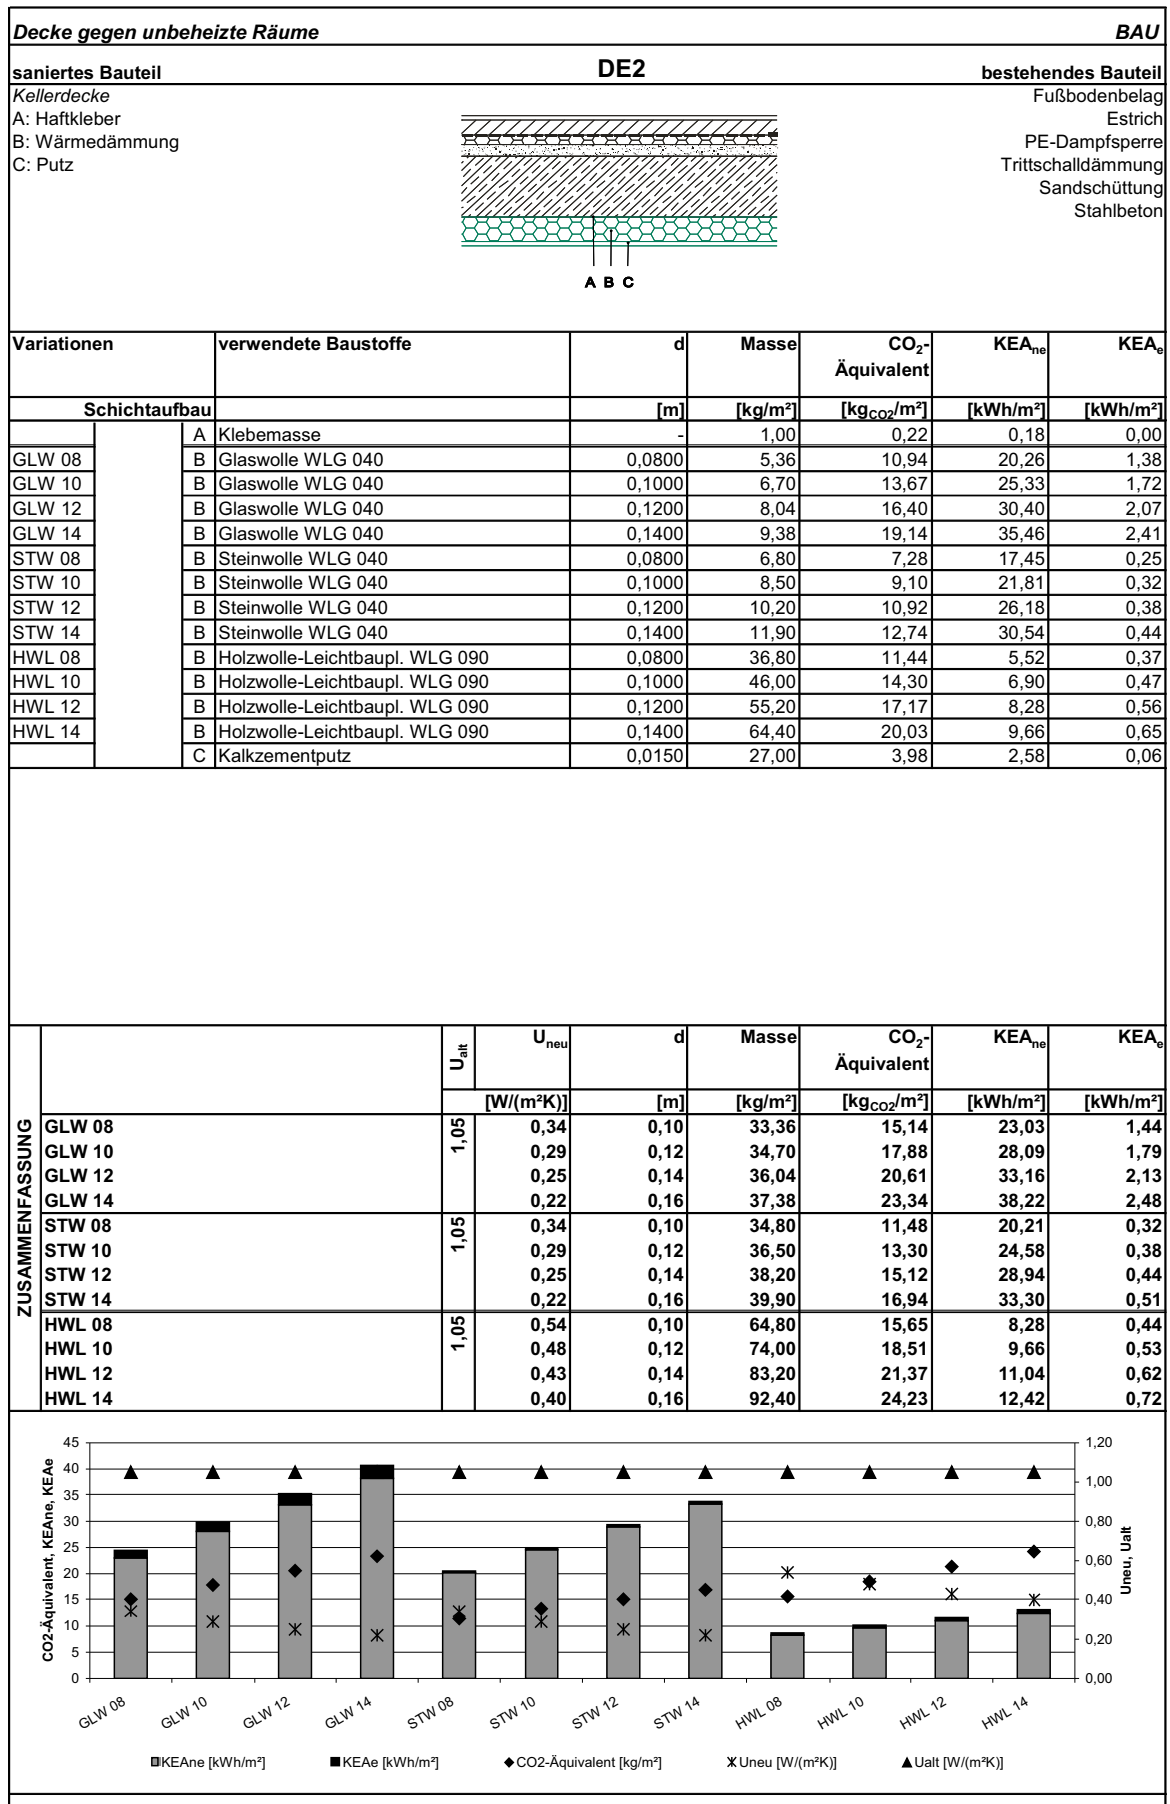 Decke gegen unbeheizte Räume BAU
saniertes Bauteil DE2 bestehendes Bauteil
Kellerdecke Fußbodenbelag
A: Haftkleber Estrich
B: Wärmedämmung PE-Dampfsperre
C: Putz Trittschalldämmung
Sandschüttung
Stahlbeton
A B C
Variationen verwendete Baustoffe d Masse CO2- KEAne KEAe
Äquivalent
Schichtaufbau [m] [kg/m²] [kgCO2/m²] [kWh/m²] [kWh/m²]
A Klebemasse - 1,00 0,22 0,18 0,00
GLW 08 B Glaswolle WLG 040 0,0800 5,36 10,94 20,26 1,38
GLW 10 B Glaswolle WLG 040 0,1000 6,70 13,67 25,33 1,72
GLW 12 B Glaswolle WLG 040 0,1200 8,04 16,40 30,40 2,07
GLW 14 B Glaswolle WLG 040 0,1400 9,38 19,14 35,46 2,41
STW 08 B Steinwolle WLG 040 0,0800 6,80 7,28 17,45 0,25
STW 10 B Steinwolle WLG 040 0,1000 8,50 9,10 21,81 0,32
STW 12 B Steinwolle WLG 040 0,1200 10,20 10,92 26,18 0,38
STW 14 B Steinwolle WLG 040 0,1400 11,90 12,74 30,54 0,44
HWL 08 B Holzwolle-Leichtbaupl. WLG 090 0,0800 36,80 11,44 5,52 0,37
HWL 10 B Holzwolle-Leichtbaupl. WLG 090 0,1000 46,00 14,30 6,90 0,47
HWL 12 B Holzwolle-Leichtbaupl. WLG 090 0,1200 55,20 17,17 8,28 0,56
HWL 14 B Holzwolle-Leichtbaupl. WLG 090 0,1400 64,40 20,03 9,66 0,65
C Kalkzementputz 0,0150 27,00 3,98 2,58 0,06
ZUSAMMENFASSUNG
Ualt Uneu d Masse CO2- KEAne KEAe
Äquivalent
[W/(m²K)] [m] [kg/m²] [kgCO2/m²] [kWh/m²] [kWh/m²]
GLW 08 1,05 0,34 0,10 33,36 15,14 23,03 1,44
GLW 10 0,29 0,12 34,70 17,88 28,09 1,79
GLW 12 0,25 0,14 36,04 20,61 33,16 2,13
GLW 14 0,22 0,16 37,38 23,34 38,22 2,48
STW 08 1,05 0,34 0,10 34,80 11,48 20,21 0,32
STW 10 0,29 0,12 36,50 13,30 24,58 0,38
STW 12 0,25 0,14 38,20 15,12 28,94 0,44
STW 14 0,22 0,16 39,90 16,94 33,30 0,51
HWL 08 1,05 0,54 0,10 64,80 15,65 8,28 0,44
HWL 10 0,48 0,12 74,00 18,51 9,66 0,53
HWL 12 0,43 0,14 83,20 21,37 11,04 0,62
HWL 14 0,40 0,16 92,40 24,23 12,42 0,72
CO2-Äquivalent, KEAne, KEAe
45
40
35
30
25
20
15
10
5
0
1,20
1,00
0,80
0,60
0,40
0,20
0,00
Uneu, Ualt
GLW 08 GLW 10 GLW 12 GLW 14 STW 08 STW 10 STW 12 STW 14 HWL 08 HWL 10 HWL 12 HWL 14
KEAne [kWh/m²] KEAe [kWh/m²] CO2-Äquivalent [kg/m²] Uneu [W/(m²K)] Ualt [W/(m²K)]